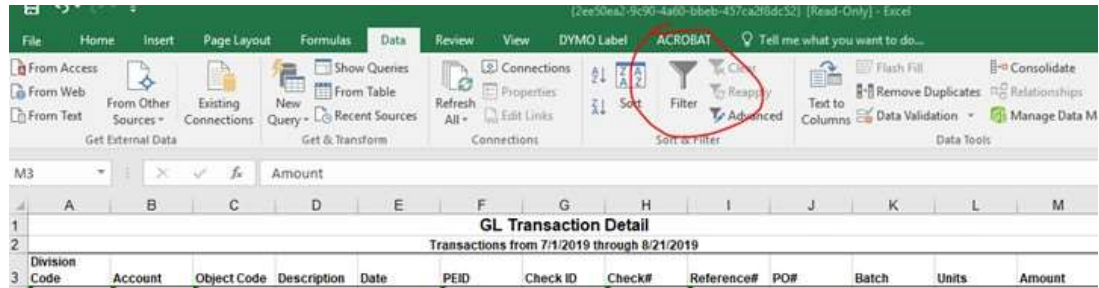 {2ee50ea2-9c90-4a60-bbeb-457ca2f8dc52} [Read-Only] - Excel
File Home Insert Page Layout Formulas Data Review View DYMO Label ACROBAT Tell me what you want to do...
From Access Show Queries Connections Clear Flash Fill Consolidate
From Web From Table Properties Reapply Remove Duplicates Relationships
From Text Recent Sources Edit Links Advanced Data Validation Manage Data M
From Other Sources Existing Connections New Query Refresh All Sort Filter Text to Columns
Get External Data Get & Transform Connections Sort & Filter Data Tools
M3 fx Amount
A B C D E F G H I J K L M
1 GL Transaction Detail
2 Transactions from 7/1/2019 through 8/21/2019
Division
3 Code Account Object Code Description Date PEID Check ID Check# Reference# PO# Batch Units Amount